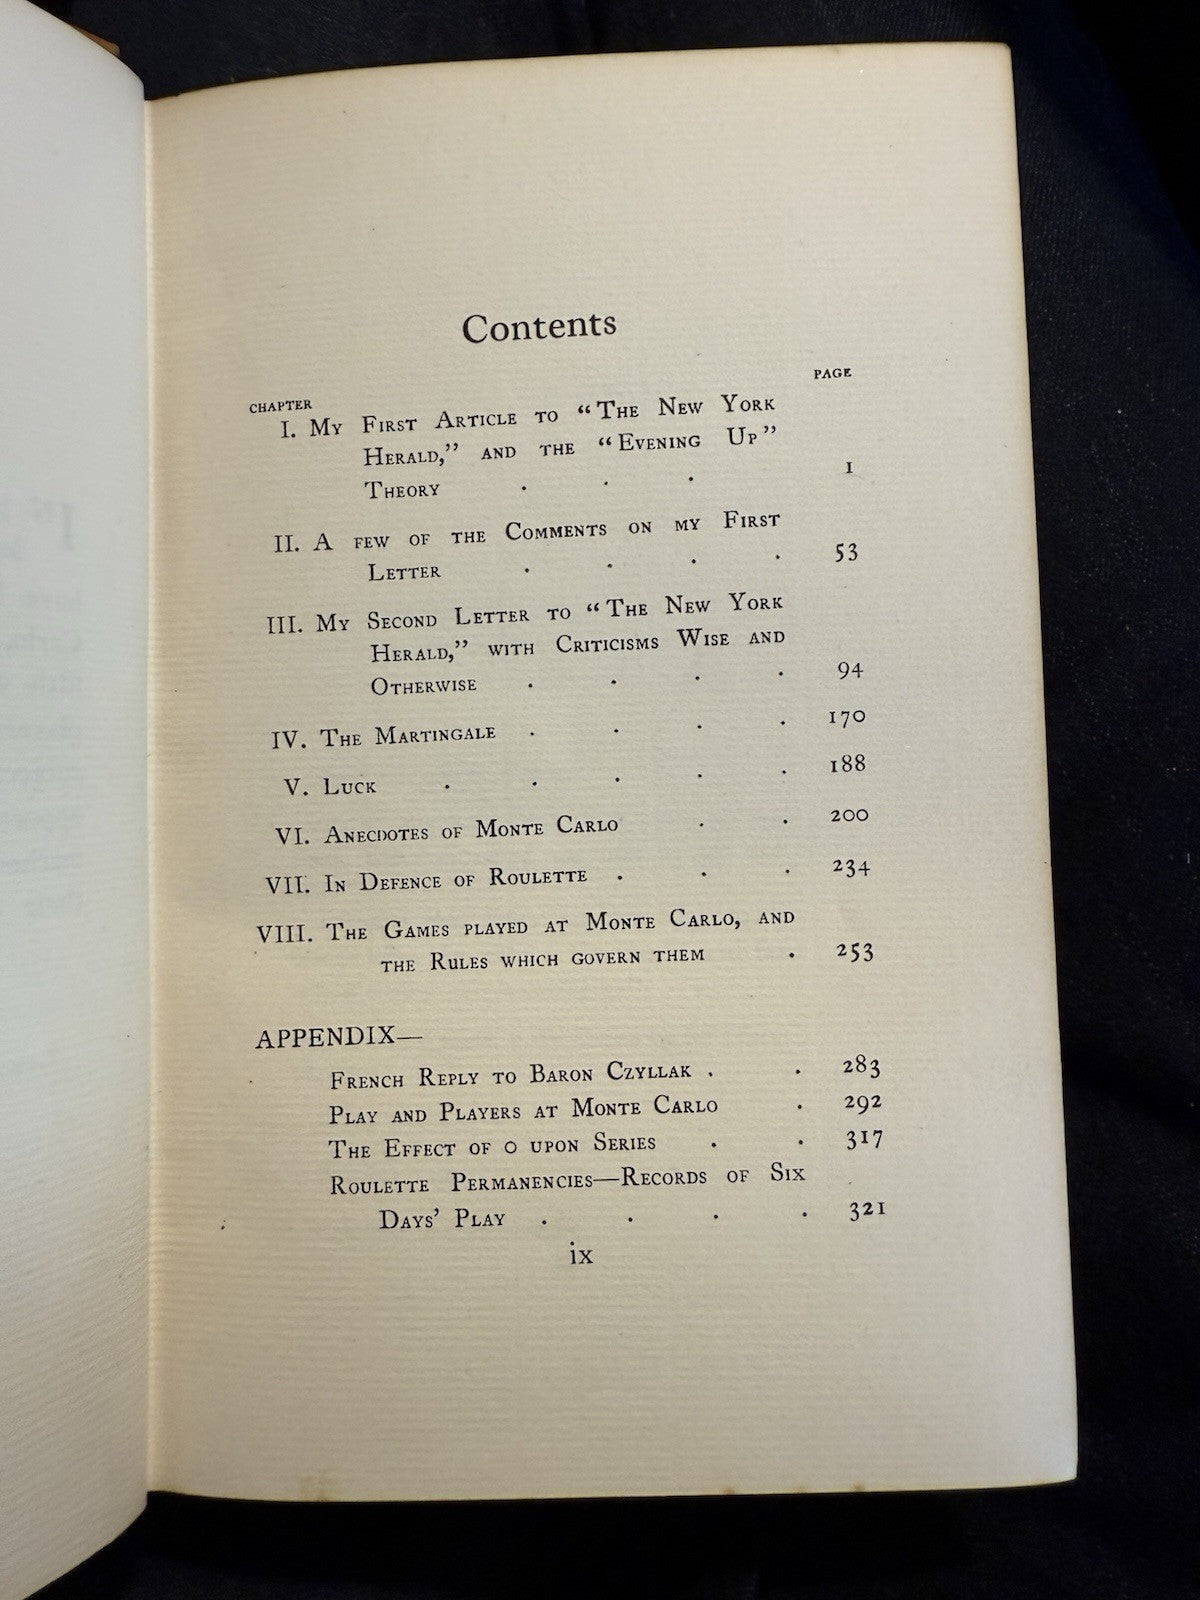 Contents
PAGE
CHAPTER
I. My First Article to “The New York
Herald,” and the “Evening Up”
Theory . . . 1
II. A few of the Comments on my First
Letter . . . . 53
III. My Second Letter to “The New York
Herald,” with Criticisms Wise and
Otherwise . . . . 94
IV. The Martingale . . . . 170
V. Luck . . . . . 188
VI. Anecdotes of Monte Carlo . . 200
VII. In Defence of Roulette . . . 234
VIII. The Games played at Monte Carlo, and
the Rules which govern them . 253
APPENDIX—
French Reply to Baron Czyllak . . 283
Play and Players at Monte Carlo . 292
The Effect of 0 upon Series . . 317
Roulette Permanencies—Records of Six
Days’ Play . . . . 321
ix